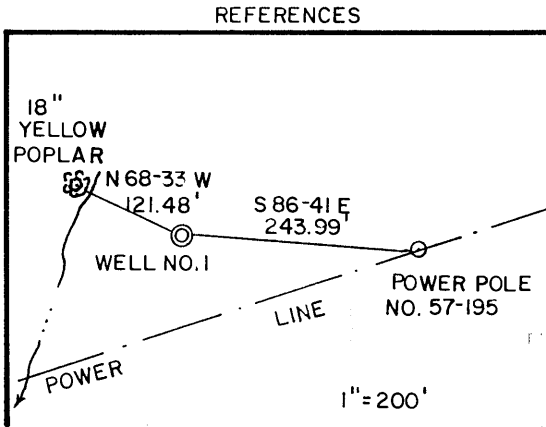 REFERENCES
18"
YELLOW
POPLAR
N 68-33 W
121.48'
S 86-41 E
243.99'
WELL NO. 1
POWER POLE
NO. 57-195
POWER LINE
1" = 200'